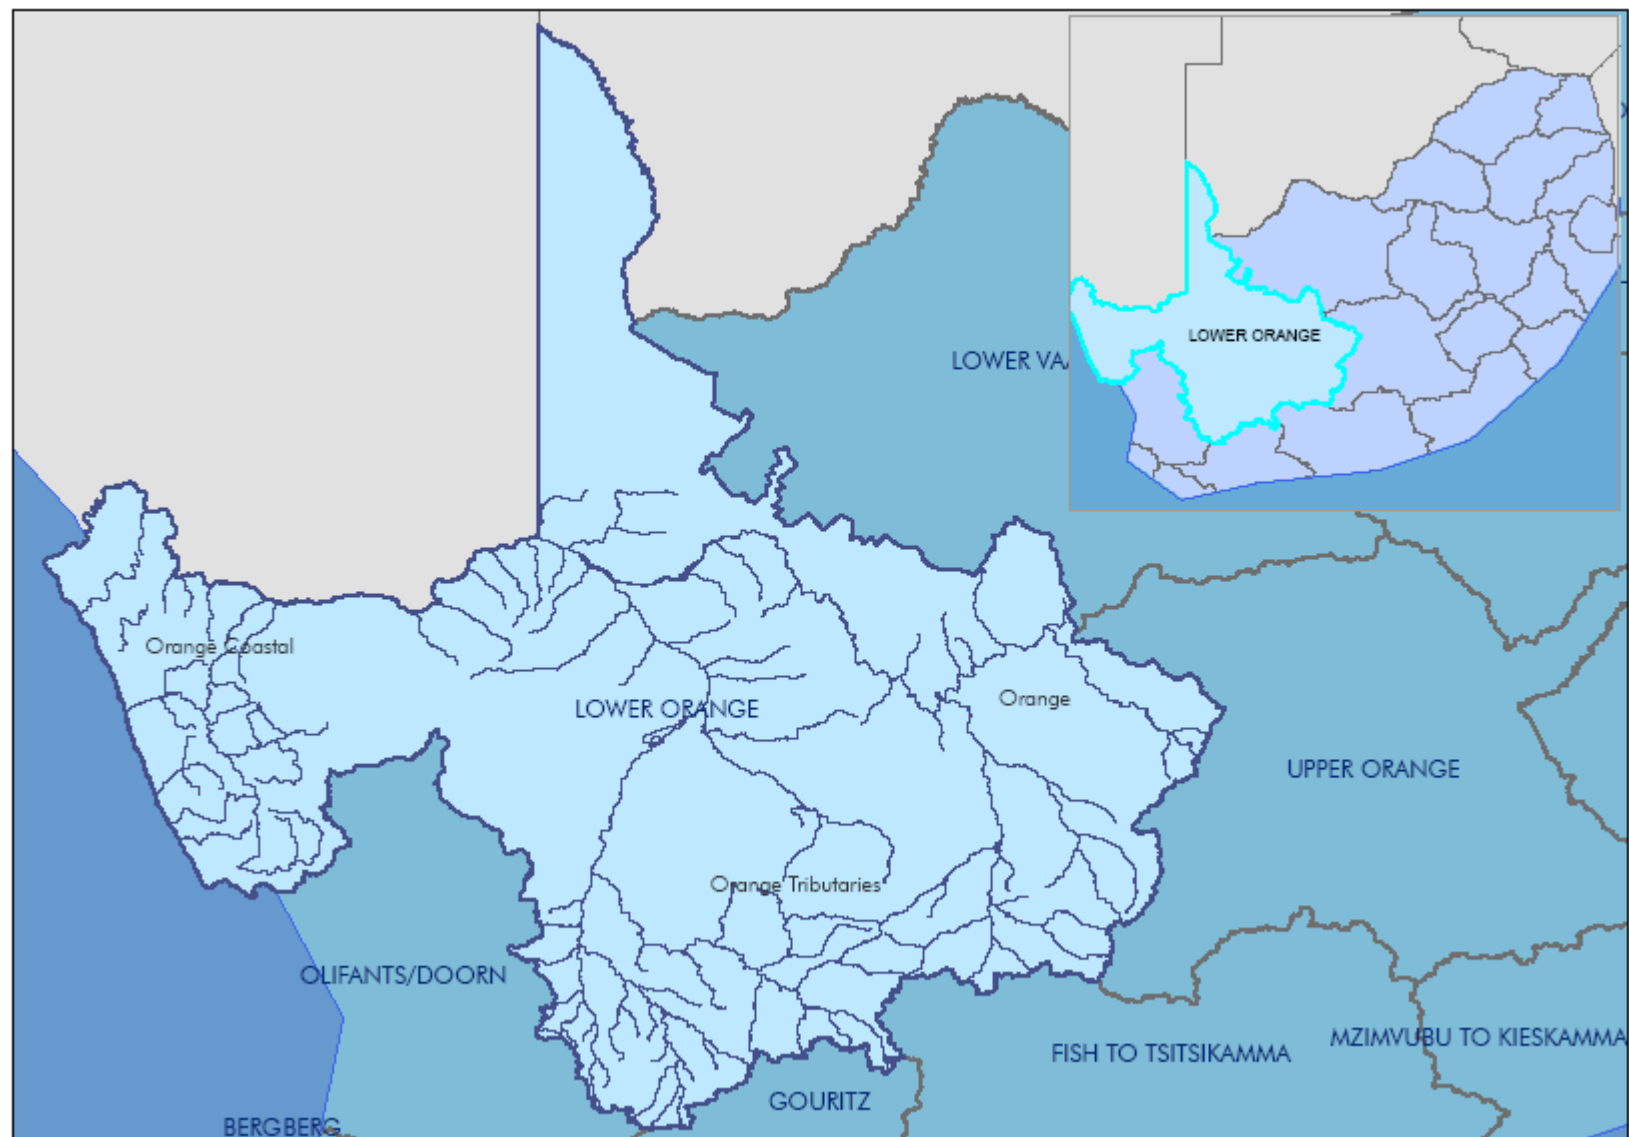 LOWER VA
LOWER ORANGE
Orange Coastal
LOWER ORANGE
Orange
UPPER ORANGE
Orange Tributaries
OLIFANTS/DOORN
FISH TO TSITSIKAMMA
MZIMVUBU TO KIESKAMMA
GOURITZ
BERGBERG